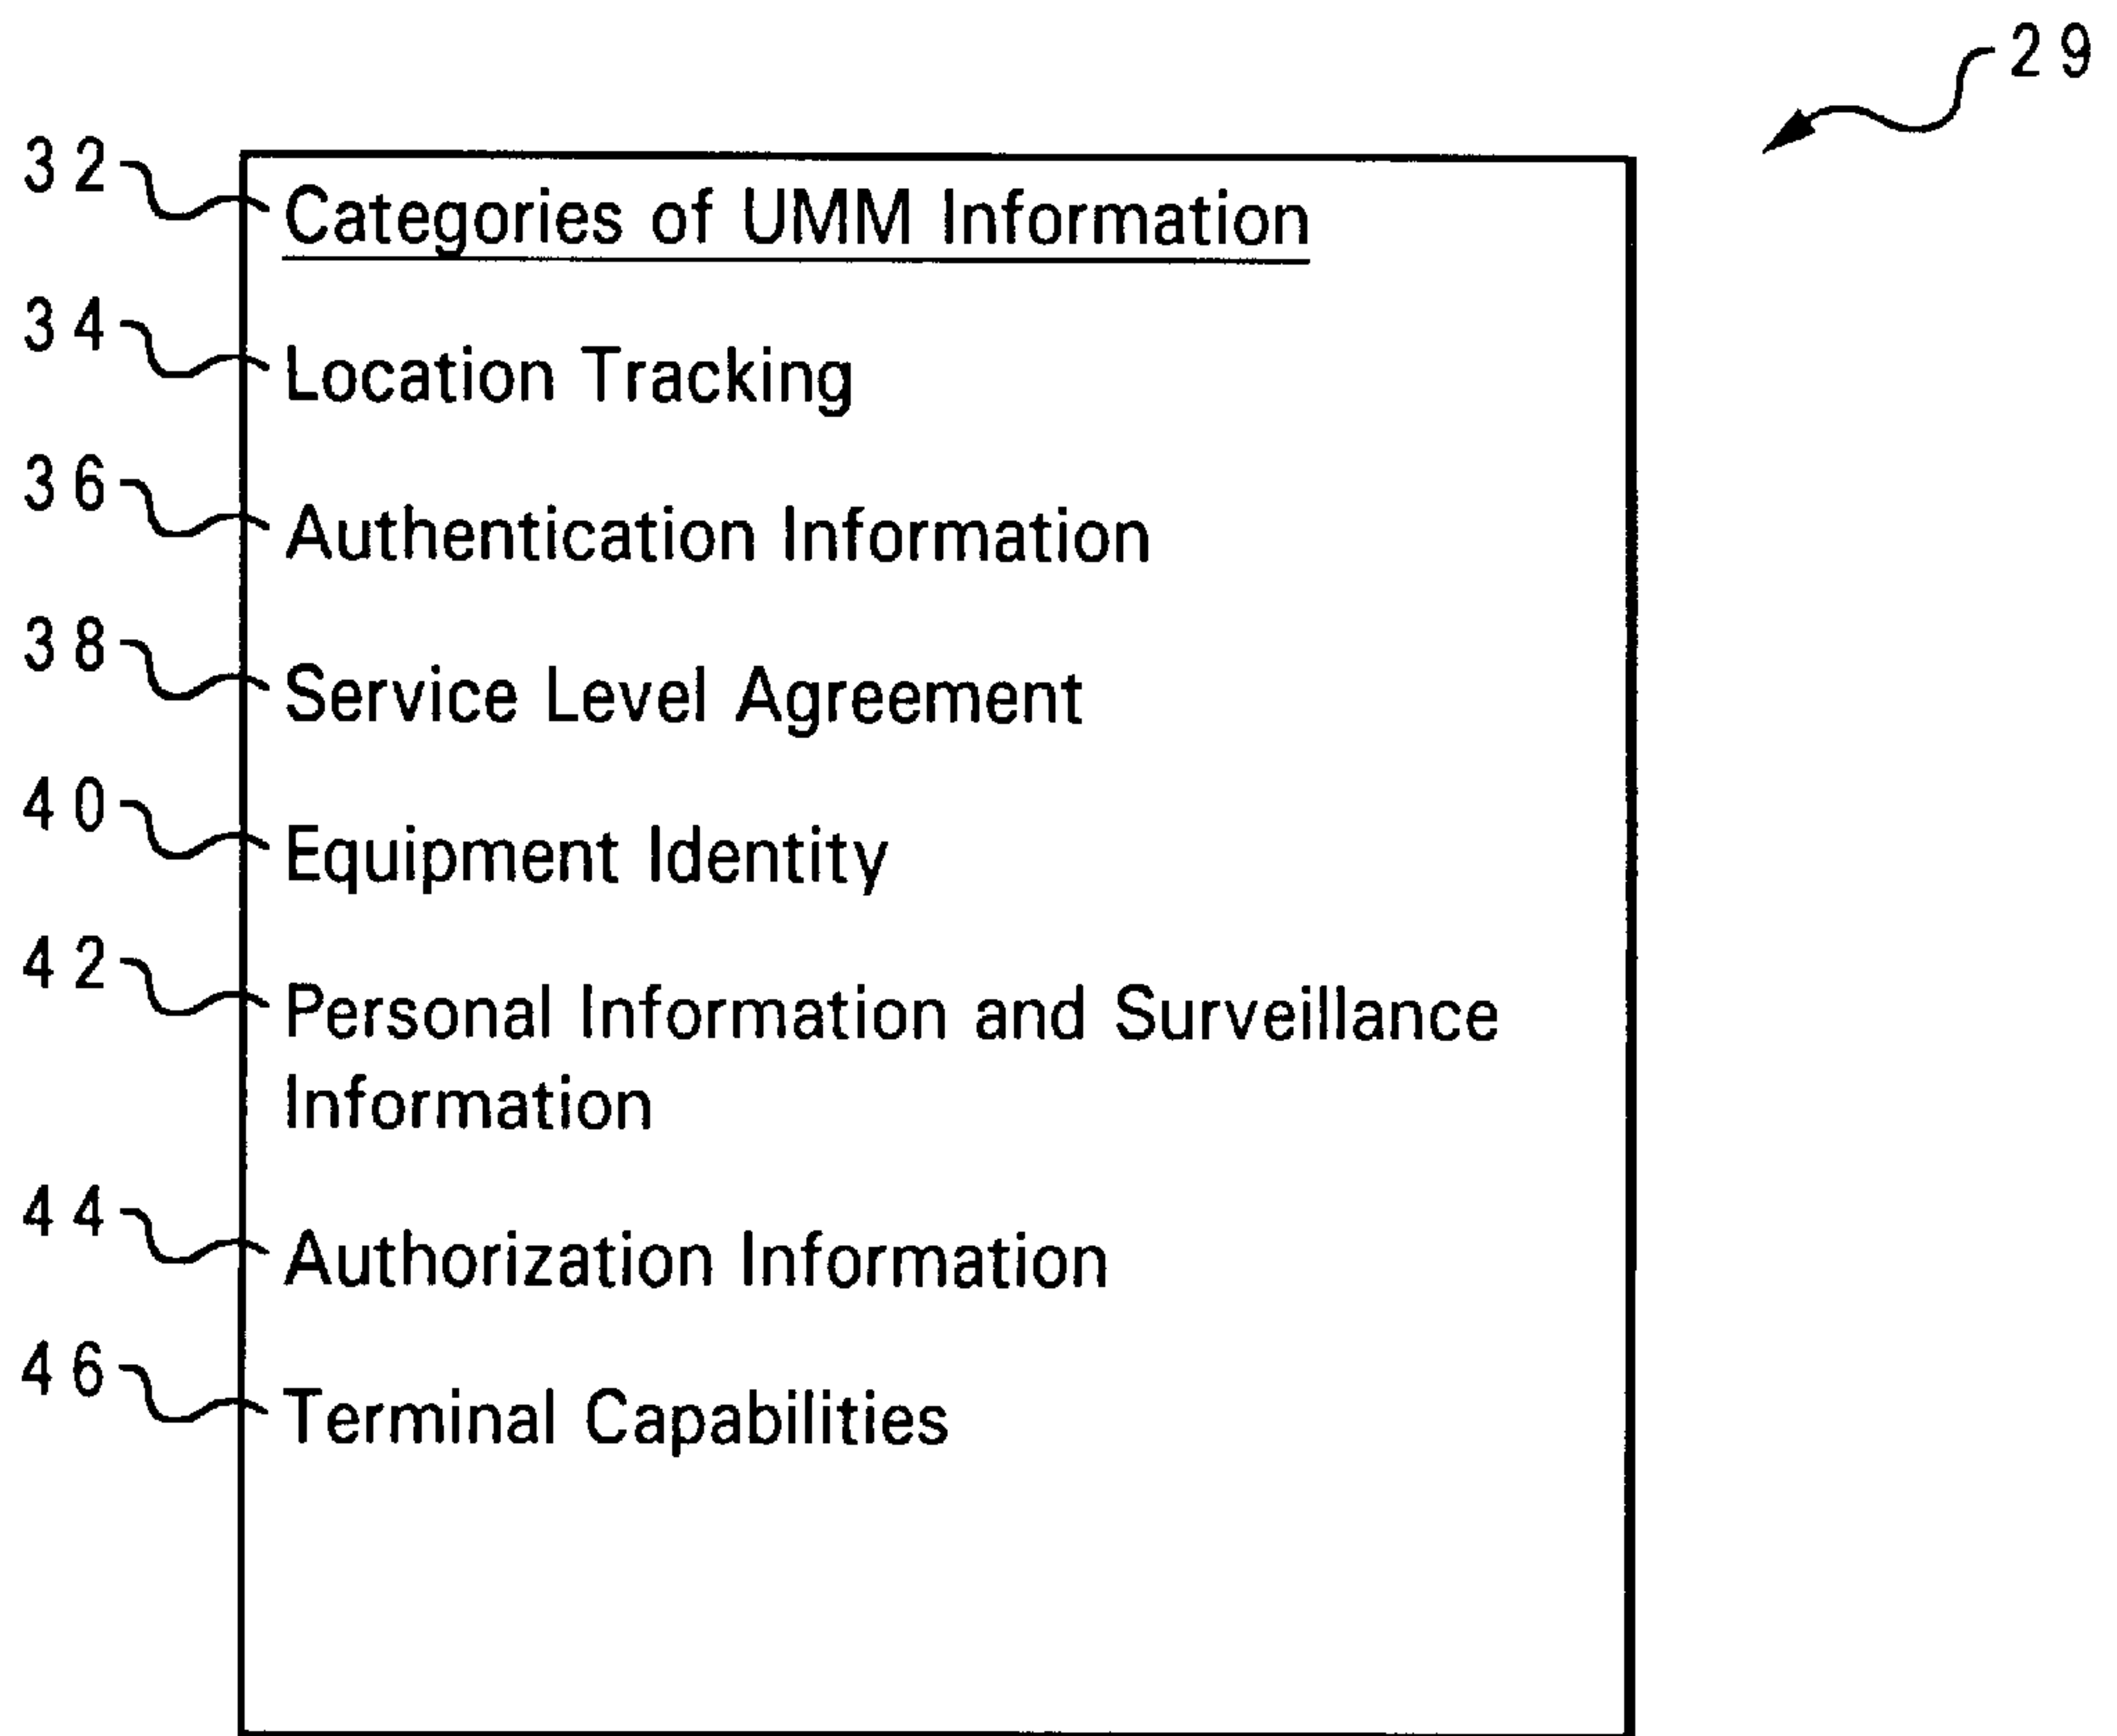 29
32 Categories of UMM Information
34 Location Tracking
36 Authentication Information
38 Service Level Agreement
40 Equipment Identity
42 Personal Information and Surveillance
Information
44 Authorization Information
46 Terminal Capabilities